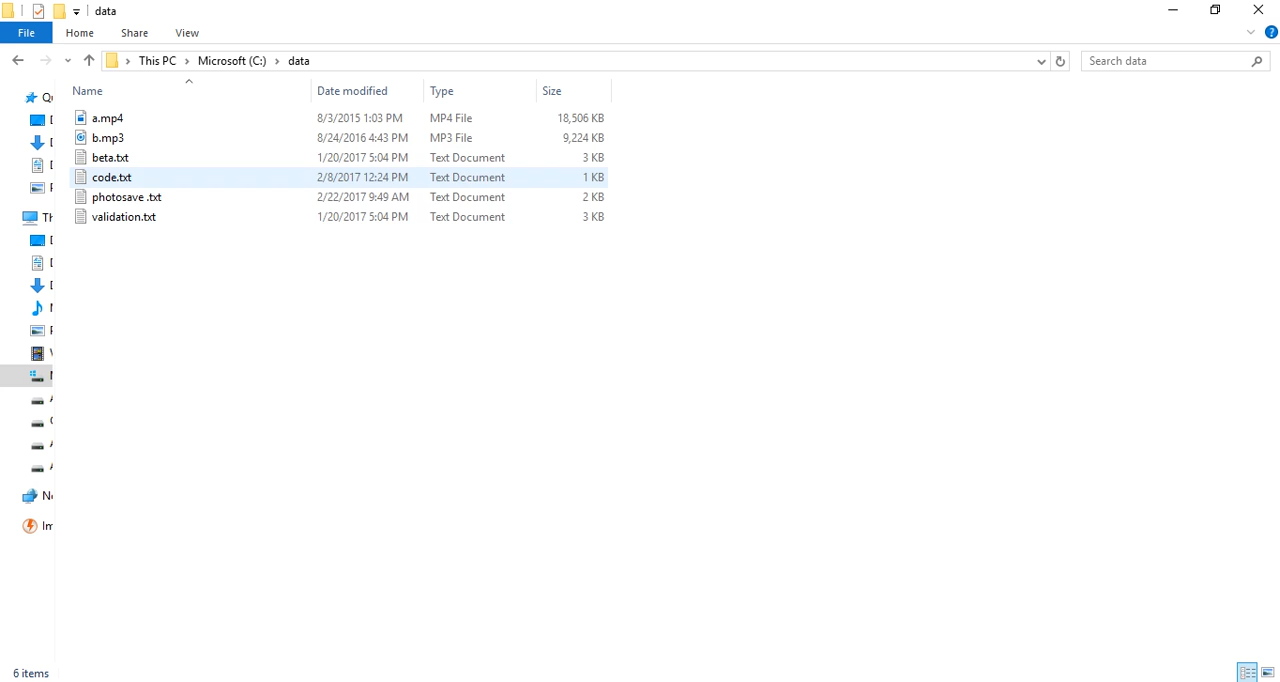 data
File Home Share View
This PC Microsoft (C:) data
Search data
Name Date modified Type Size
a.mp4 8/3/2015 1:03 PM MP4 File 18,506 KB
b.mp3 8/24/2016 4:43 PM MP3 File 9,224 KB
beta.txt 1/20/2017 5:04 PM Text Document 3 KB
code.txt 2/8/2017 12:24 PM Text Document 1 KB
photosave .txt 2/22/2017 9:49 AM Text Document 2 KB
validation.txt 1/20/2017 5:04 PM Text Document 3 KB
6 items